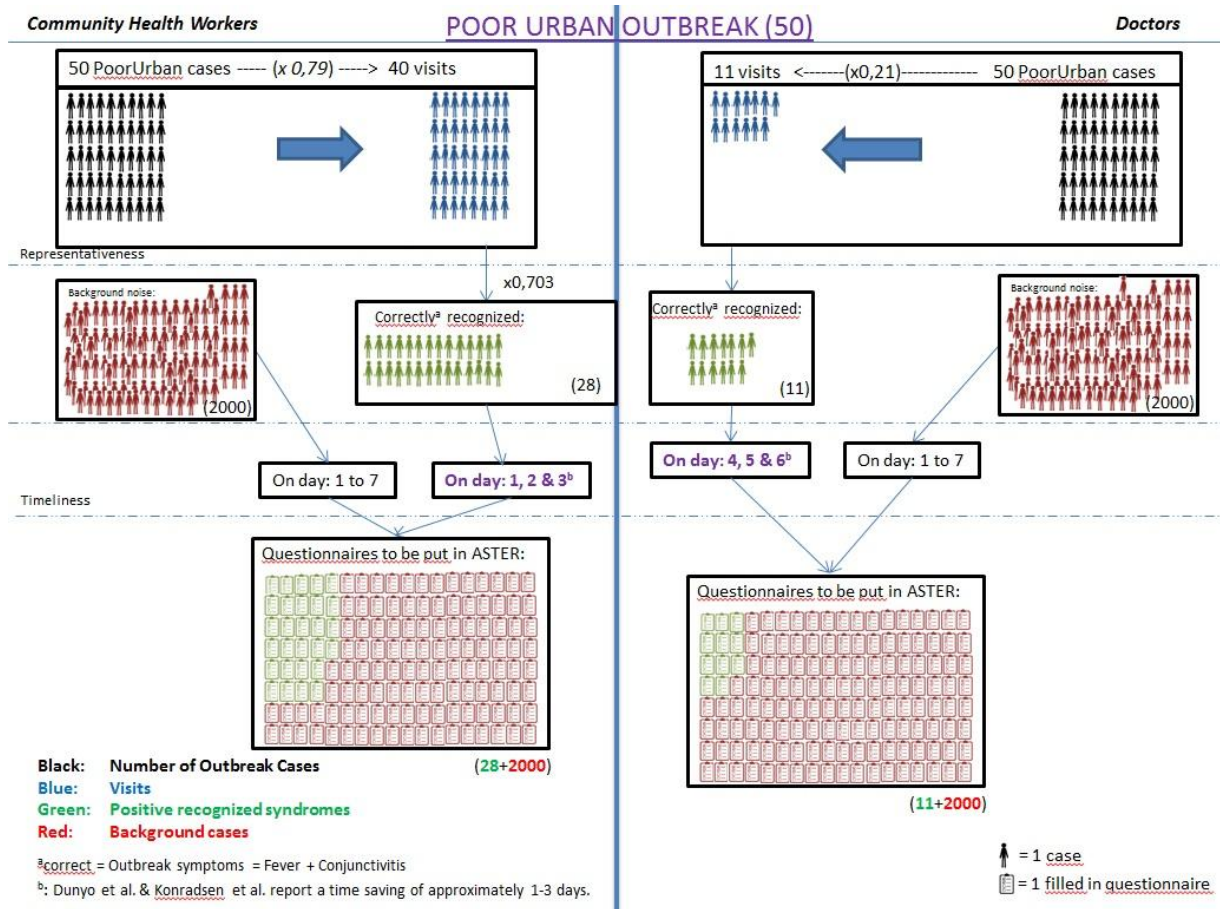 Community Health Workers
POOR URBAN OUTBREAK (50)
Doctors
50 PoorUrban cases ----- (x 0,79) -----> 40 visits
11 visits <-------(x0,21)------------- 50 PoorUrban cases
Representativeness
x0,703
Background noise:
(2000)
Correctlyᵃ recognized:
(28)
Correctlyᵃ recognized:
(11)
Background noise:
(2000)
On day: 1 to 7
On day: 1, 2 & 3ᵇ
On day: 4, 5 & 6ᵇ
On day: 1 to 7
Timeliness
Questionnaires to be put in ASTER:
(28+2000)
Questionnaires to be put in ASTER:
(11+2000)
Black: Number of Outbreak Cases
Blue: Visits
Green: Positive recognized syndromes
Red: Background cases
ᵃcorrect = Outbreak symptoms = Fever + Conjunctivitis
ᵇ: Dunyo et al. & Konradsen et al. report a time saving of approximately 1-3 days.
= 1 case
= 1 filled in questionnaire